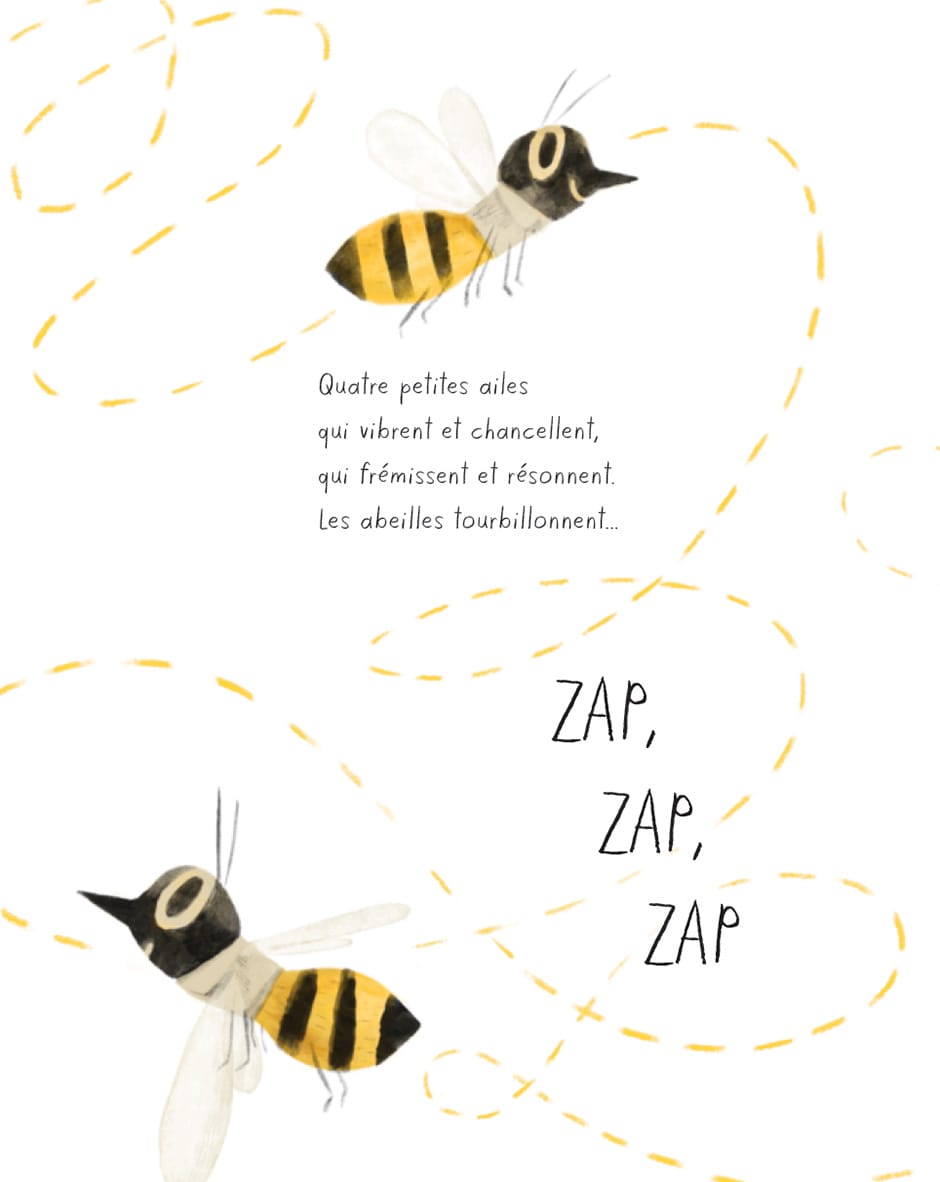 Quatre petites ailes
qui vibrent et chancellent,
qui frémissent et résonnent.
Les abeilles tourbillonnent...
ZAP,
ZAP,
ZAP